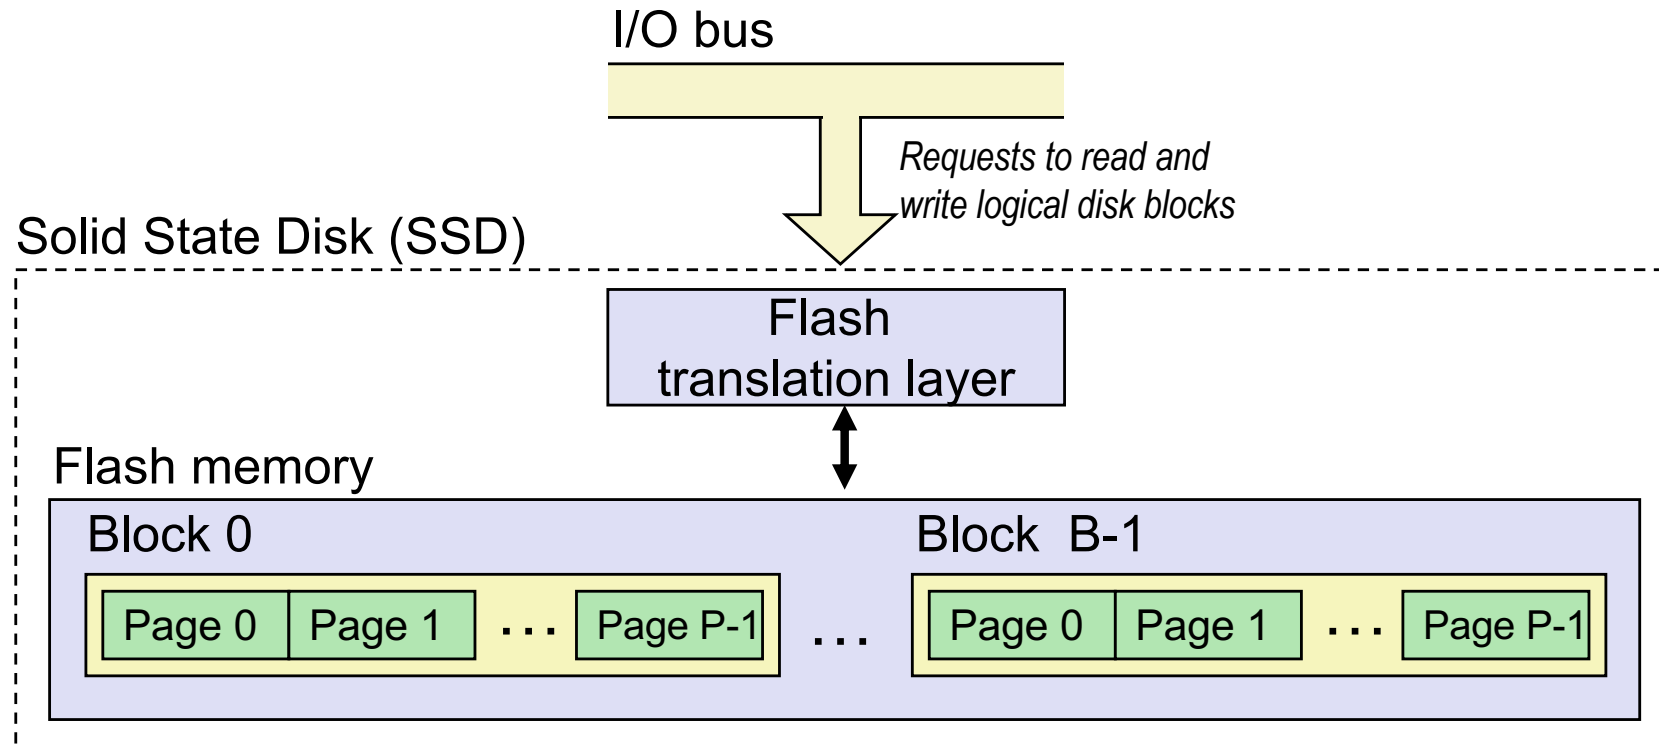 I/O bus
Requests to read and
write logical disk blocks
Solid State Disk (SSD)
Flash
translation layer
Flash memory
Block 0
Block B-1
Page 0
Page 1
...
Page P-1
...
Page 0
Page 1
...
Page P-1